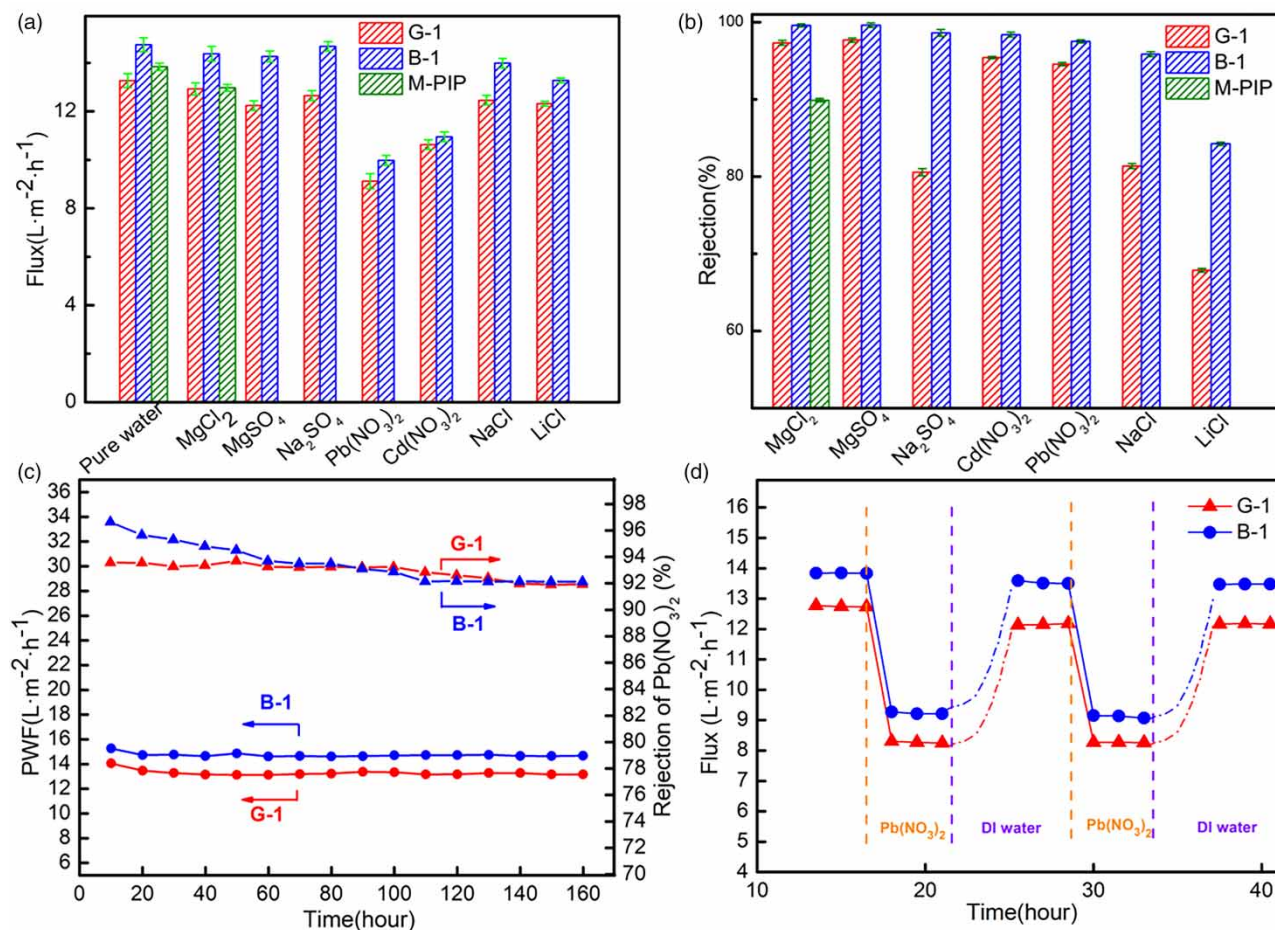 (a)
G-1
B-1
M-PIP
Flux(L·m⁻²·h⁻¹)
12
8
4
0
Pure water
MgCl₂
MgSO₄
Na₂SO₄
Pb(NO₃)₂
Cd(NO₃)₂
NaCl
LiCl
(b)
G-1
B-1
M-PIP
Rejection(%)
100
80
60
MgCl₂
MgSO₄
Na₂SO₄
Cd(NO₃)₂
Pb(NO₃)₂
NaCl
LiCl
(c)
PWF(L·m⁻²·h⁻¹)
36
34
32
30
28
26
24
22
20
18
16
14
12
10
8
6
G-1
B-1
B-1
G-1
98
96
94
92
90
88
86
84
82
80
78
76
74
72
70
Rejection of Pb(NO₃)₂ (%)
0 20 40 60 80 100 120 140 160
Time(hour)
(d)
G-1
B-1
Flux (L·m⁻²·h⁻¹)
16
15
14
13
12
11
10
9
8
7
6
5
4
Pb(NO₃)₂
DI water
Pb(NO₃)₂
DI water
10 20 30 40
Time(hour)